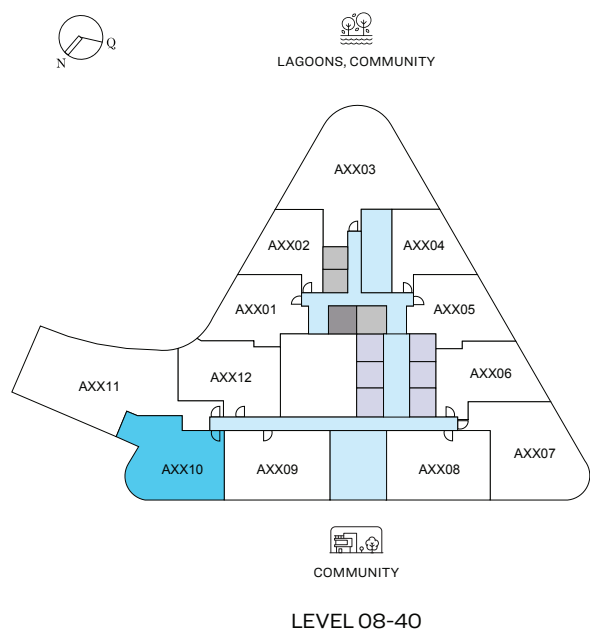 N
Q
LAGOONS, COMMUNITY
AXX03
AXX02
AXX04
AXX01
AXX05
AXX12
AXX06
AXX11
AXX10
AXX09
AXX08
AXX07
COMMUNITY
LEVEL 08-40